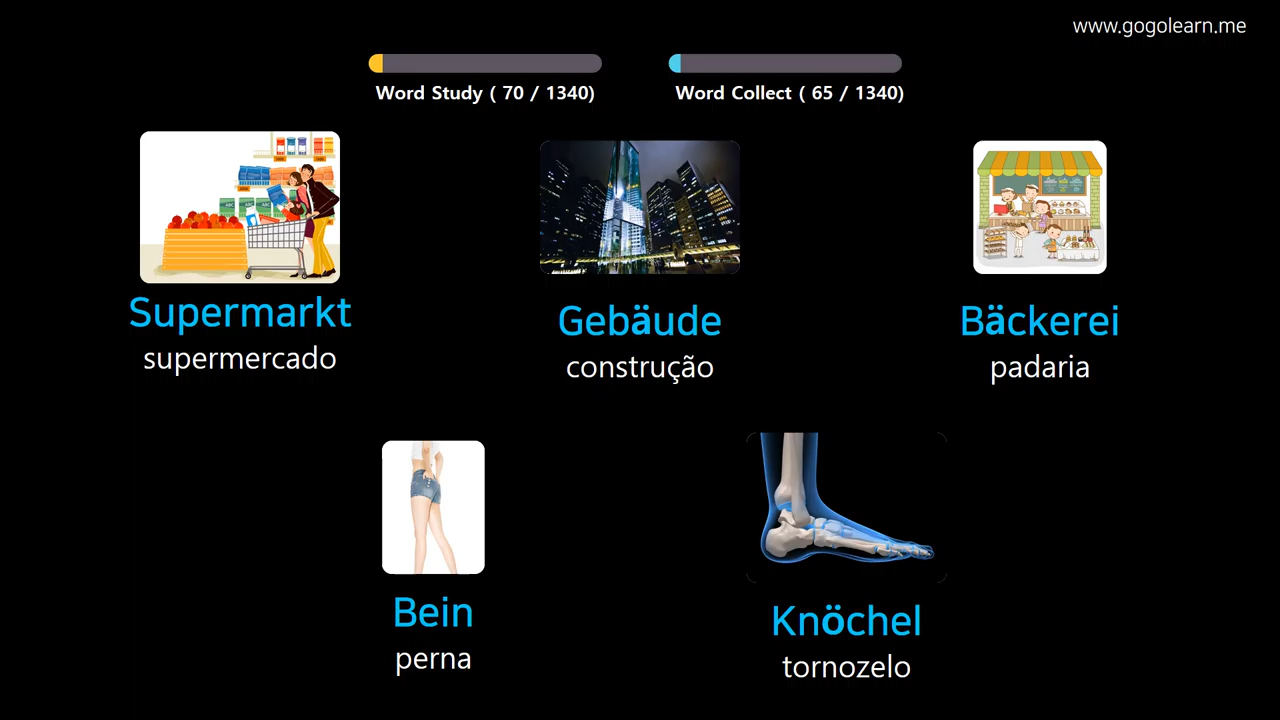 www.gogolearn.me
Word Study ( 70 / 1340)
Word Collect ( 65 / 1340)
Supermarkt
supermercado
Gebäude
construção
Bäckerei
padaria
Bein
perna
Knöchel
tornozelo